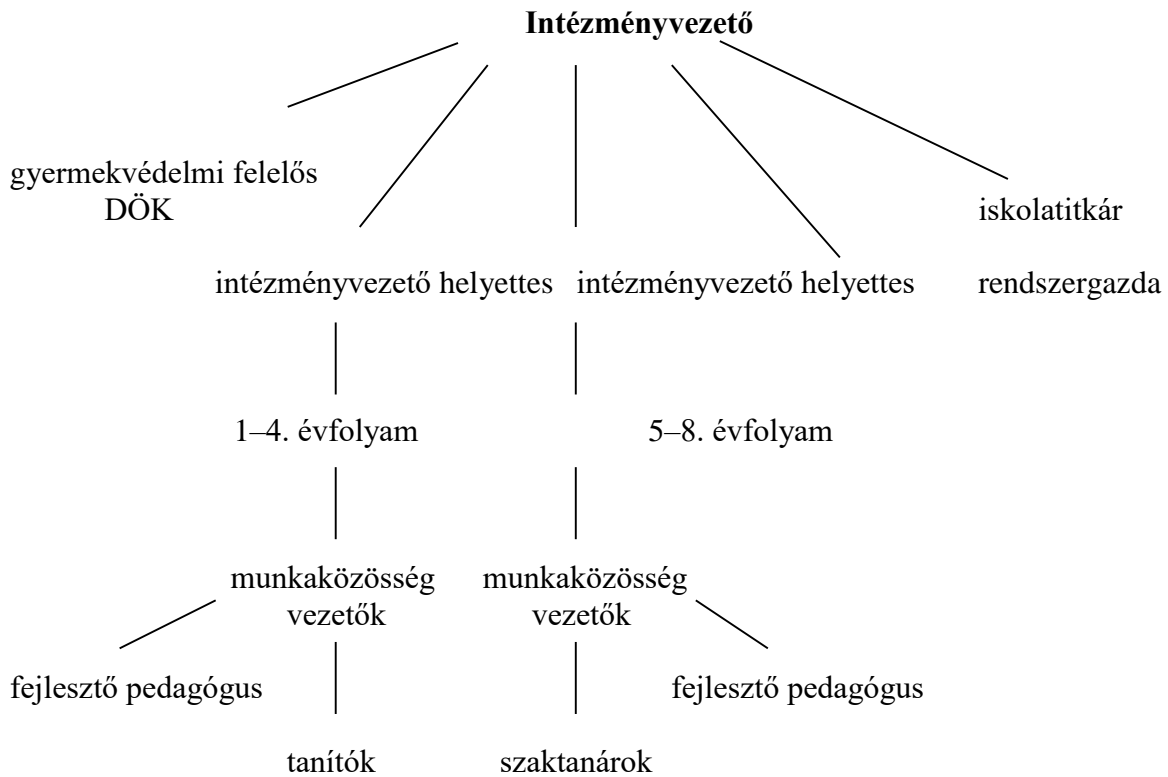 Intézményvezető
gyermekvédelmi felelős
DÖK
iskolatitkár
intézményvezető helyettes intézményvezető helyettes rendszergazda
1–4. évfolyam 5–8. évfolyam
munkaközösség munkaközösség
vezetők vezetők
fejlesztő pedagógus fejlesztő pedagógus
tanítók szaktanárok